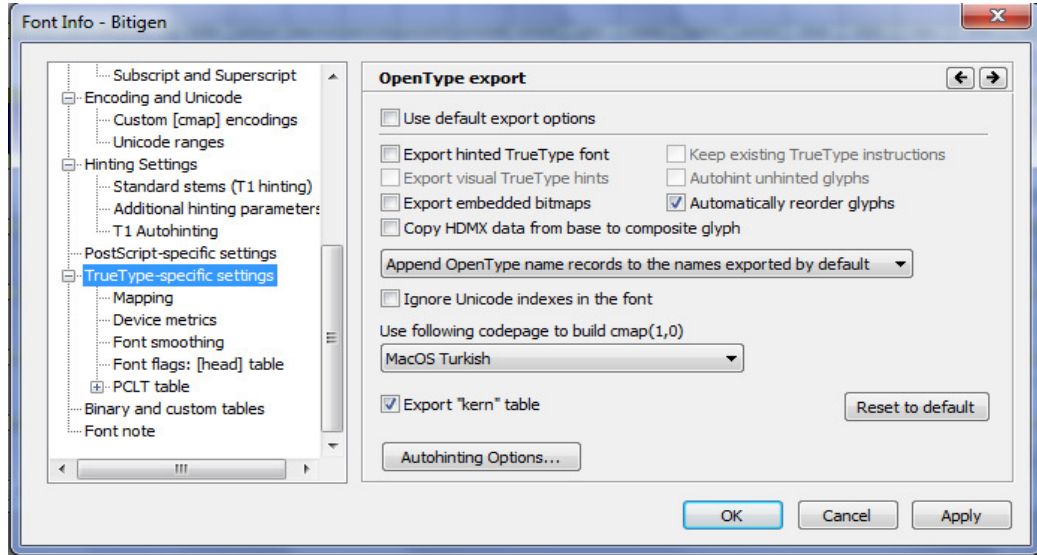 Font Info - Bitigen
Subscript and Superscript
Encoding and Unicode
Custom [cmap] encodings
Unicode ranges
Hinting Settings
Standard stems (T1 hinting)
Additional hinting parameters
T1 Autohinting
PostScript-specific settings
TrueType-specific settings
Mapping
Device metrics
Font smoothing
Font flags: [head] table
PCLT table
Binary and custom tables
Font note
OpenType export
Use default export options
Export hinted TrueType font
Keep existing TrueType instructions
Export visual TrueType hints
Autohint unhinted glyphs
Export embedded bitmaps
Automatically reorder glyphs
Copy HDMX data from base to composite glyph
Append OpenType name records to the names exported by default
Ignore Unicode indexes in the font
Use following codepage to build cmap(1,0)
MacOS Turkish
Export "kern" table
Reset to default
Autohinting Options...
OK
Cancel
Apply